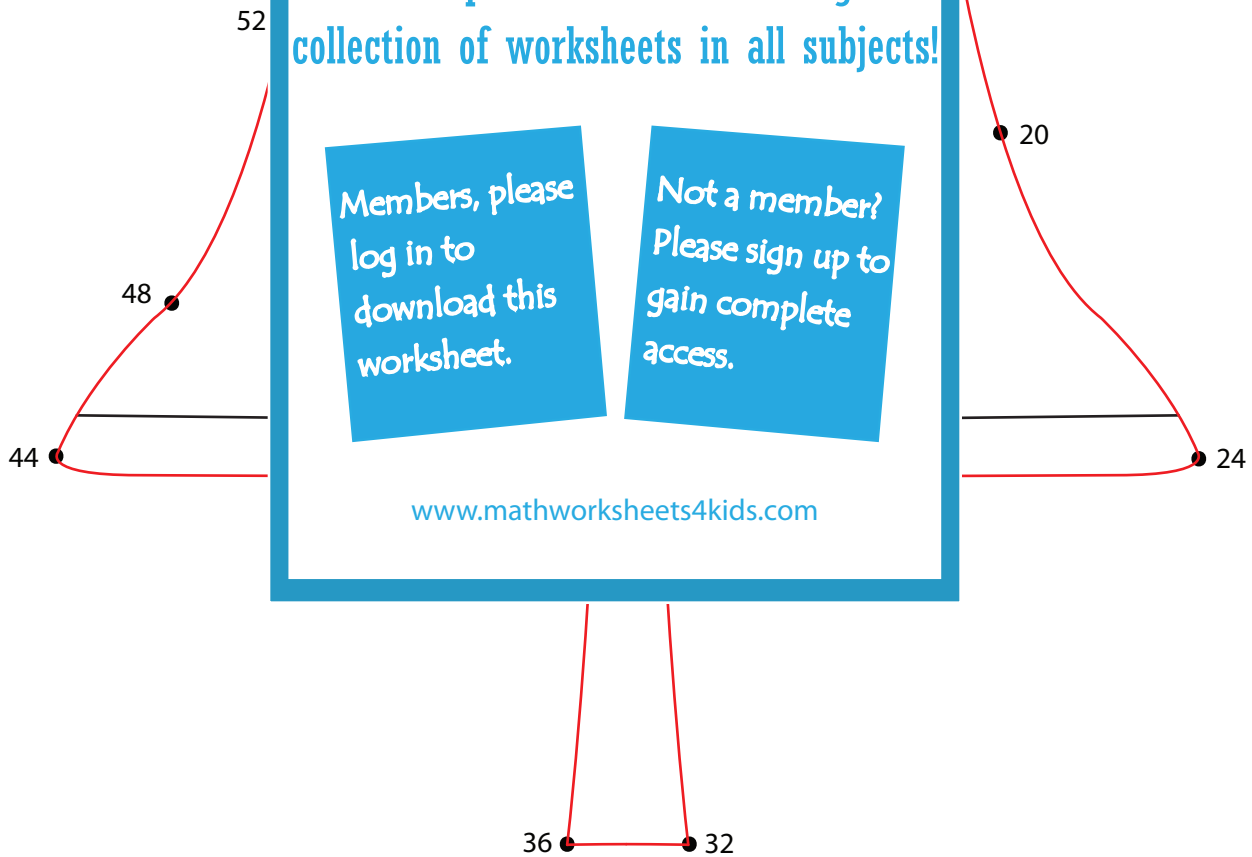 52
collection of worksheets in all subjects!
20
Members, please
log in to
download this
worksheet.
Not a member?
Please sign up to
gain complete
access.
48
44
24
www.mathworksheets4kids.com
36
32